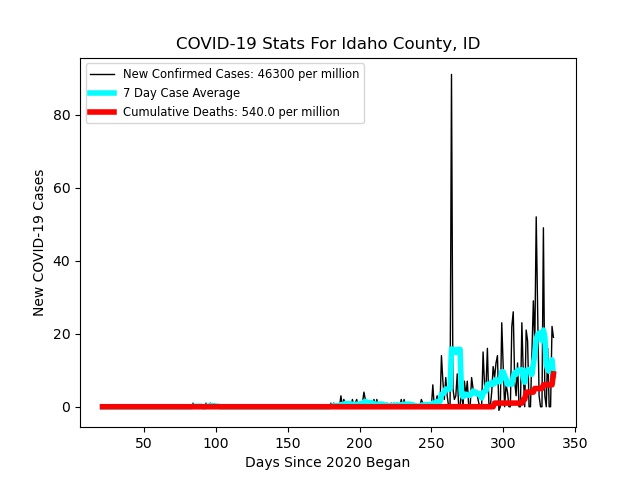 COVID-19 Stats For Idaho County, ID
New Confirmed Cases: 46300 per million
7 Day Case Average
Cumulative Deaths: 540.0 per million
New COVID-19 Cases
80
60
40
20
0
50 100 150 200 250 300 350
Days Since 2020 Began